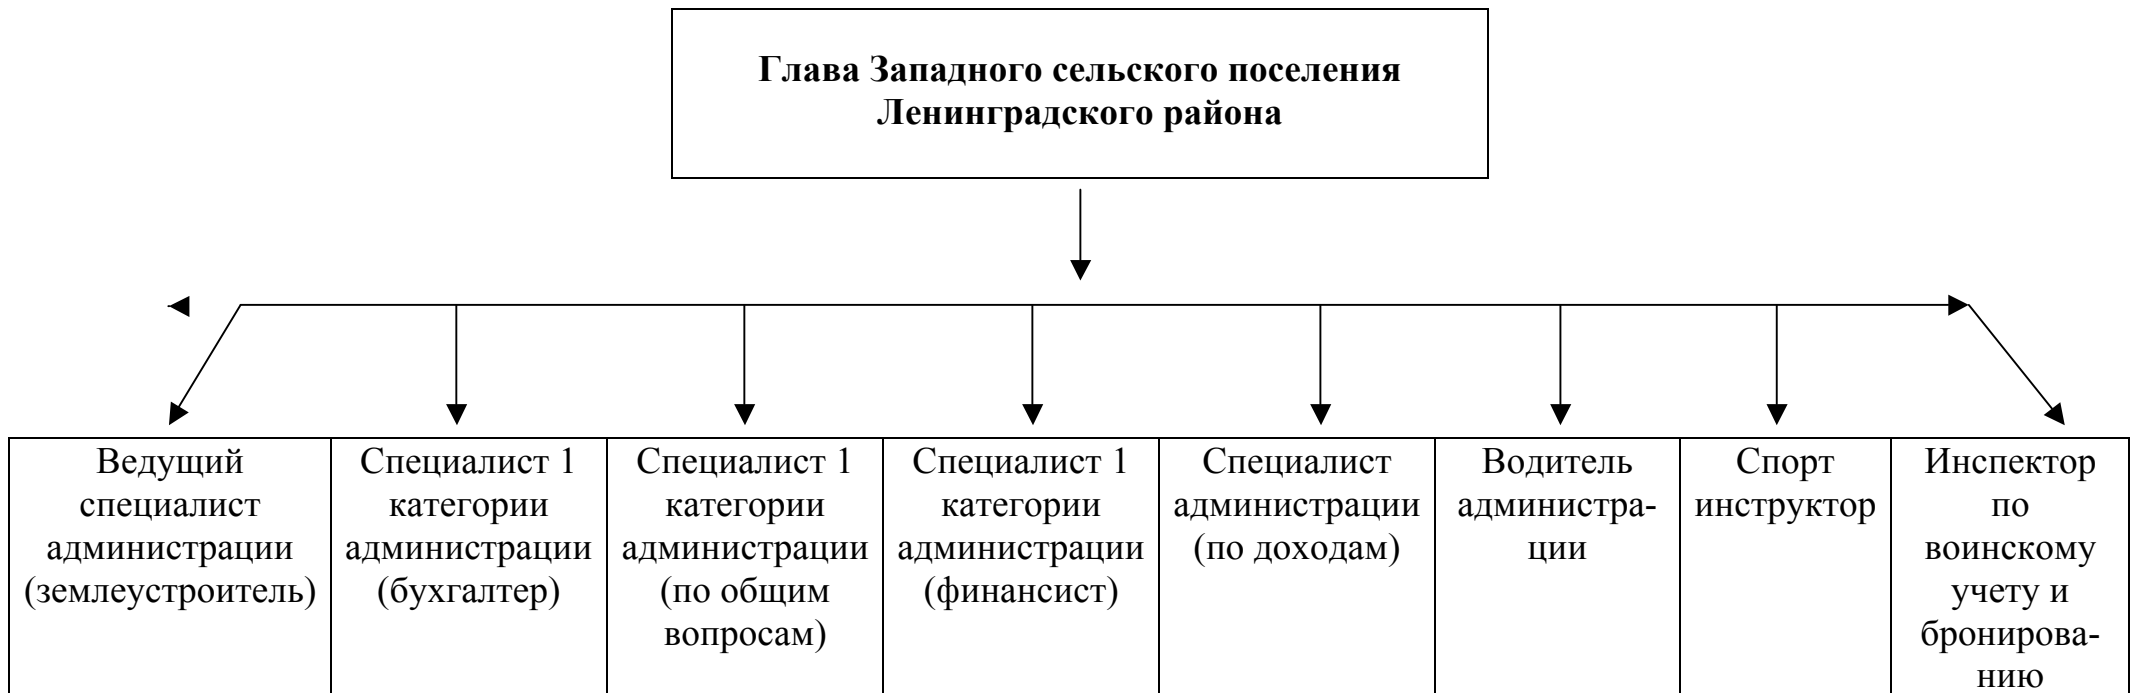 Глава Западного сельского поселения
Ленинградского района
Ведущий
специалист
администрации
(землеустроитель)
Специалист 1
категории
администрации
(бухгалтер)
Специалист 1
категории
администрации
(по общим
вопросам)
Специалист 1
категории
администрации
(финансист)
Специалист
администрации
(по доходам)
Водитель
администра-
ции
Спорт
инструктор
Инспектор
по
воинскому
учету и
бронирова-
нию